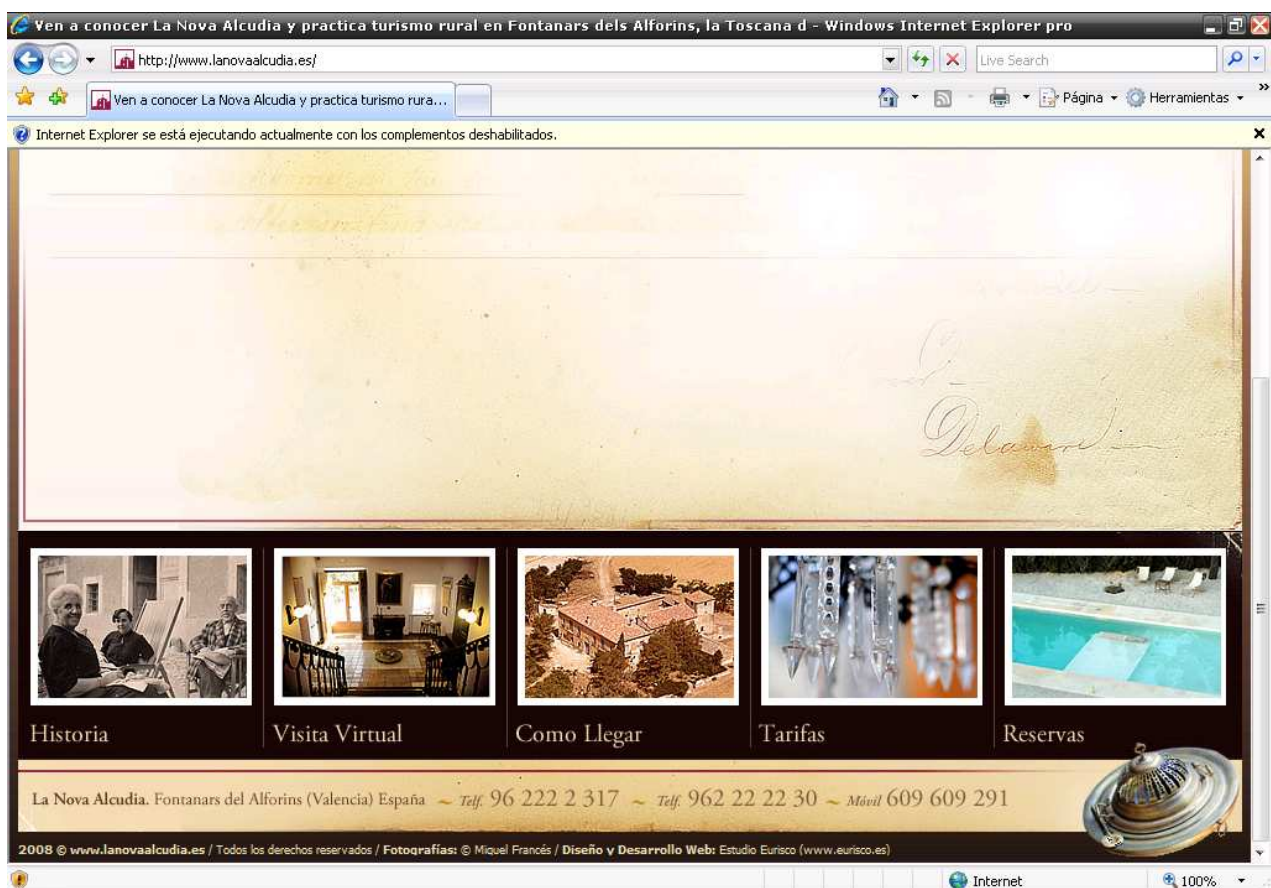 Ven a conocer La Nova Alcudia y practica turismo rural en Fontanars dels Alforins, la Toscana d - Windows Internet Explorer pro
http://www.lanovaalcudia.es/
Live Search
Ven a conocer La Nova Alcudia y practica turismo rura...
Página
Herramientas
Internet Explorer se está ejecutando actualmente con los complementos deshabilitados.
Delaware
Historia
Visita Virtual
Como Llegar
Tarifas
Reservas
La Nova Alcudia. Fontanars del Alforins (Valencia) España ~ Telf. 96 222 2 317 ~ Telf. 962 22 22 30 ~ Móvil 609 609 291
2008 © www.lanovaalcudia.es / Todos los derechos reservados / Fotografías: © Miquel Francés / Diseño y Desarrollo Web: Estudio Eurisco (www.eurisco.es)
Internet
100%